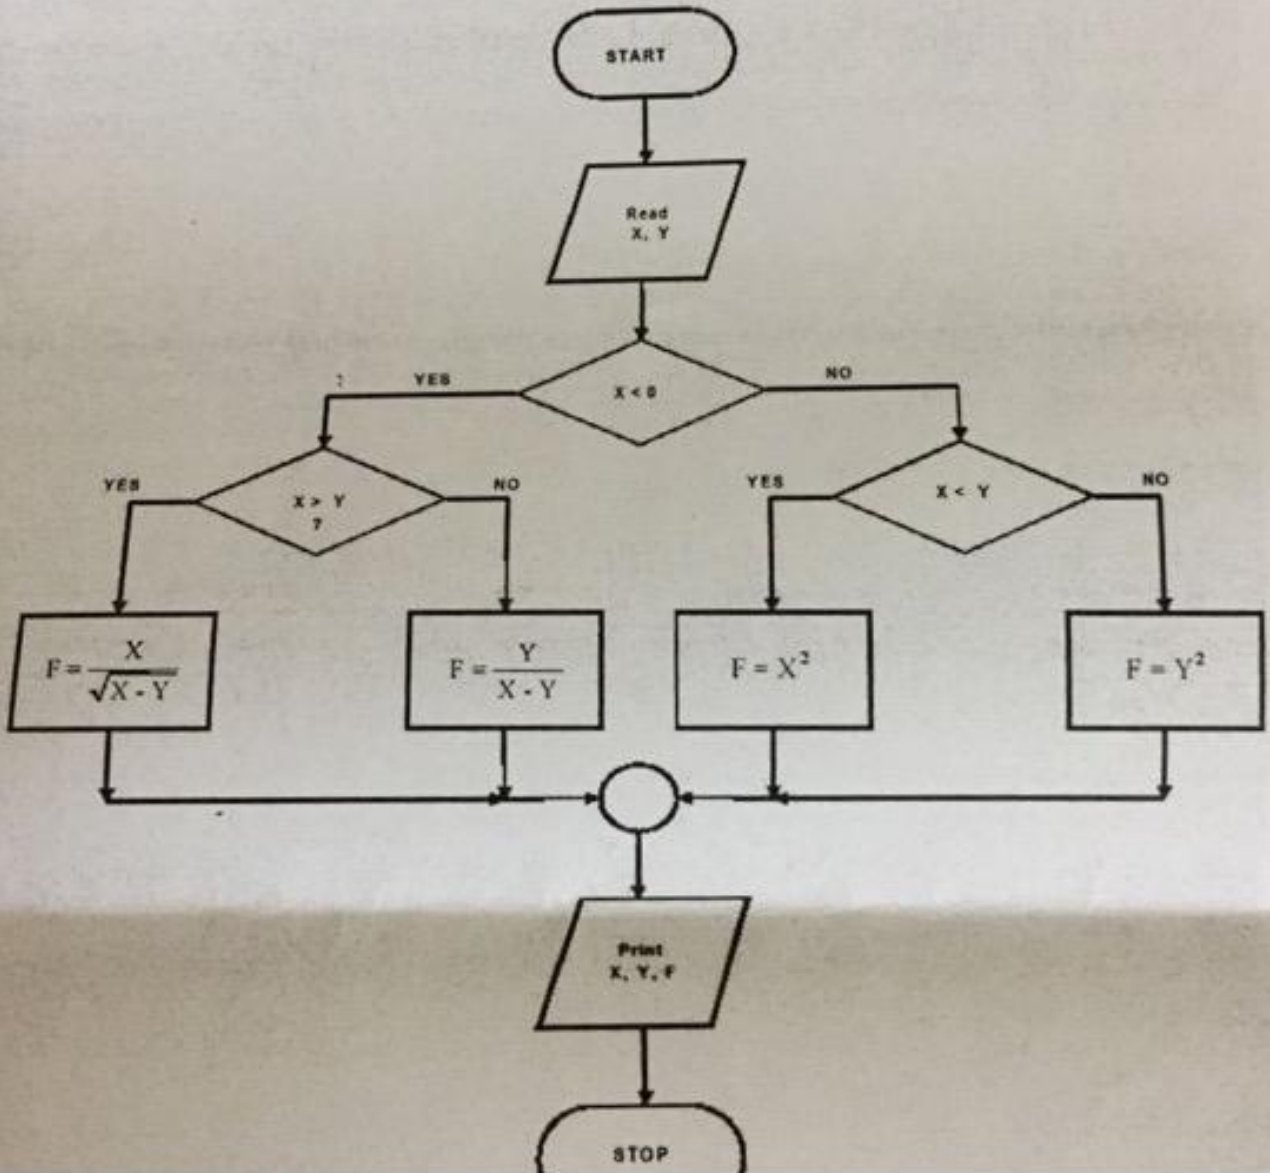 START
Read
X, Y
X < 0
YES
NO
X > Y
?
YES
NO
X < Y
YES
NO
F = X / √(X - Y)
F = Y / (X - Y)
F = X²
F = Y²
Print
X, Y, F
STOP